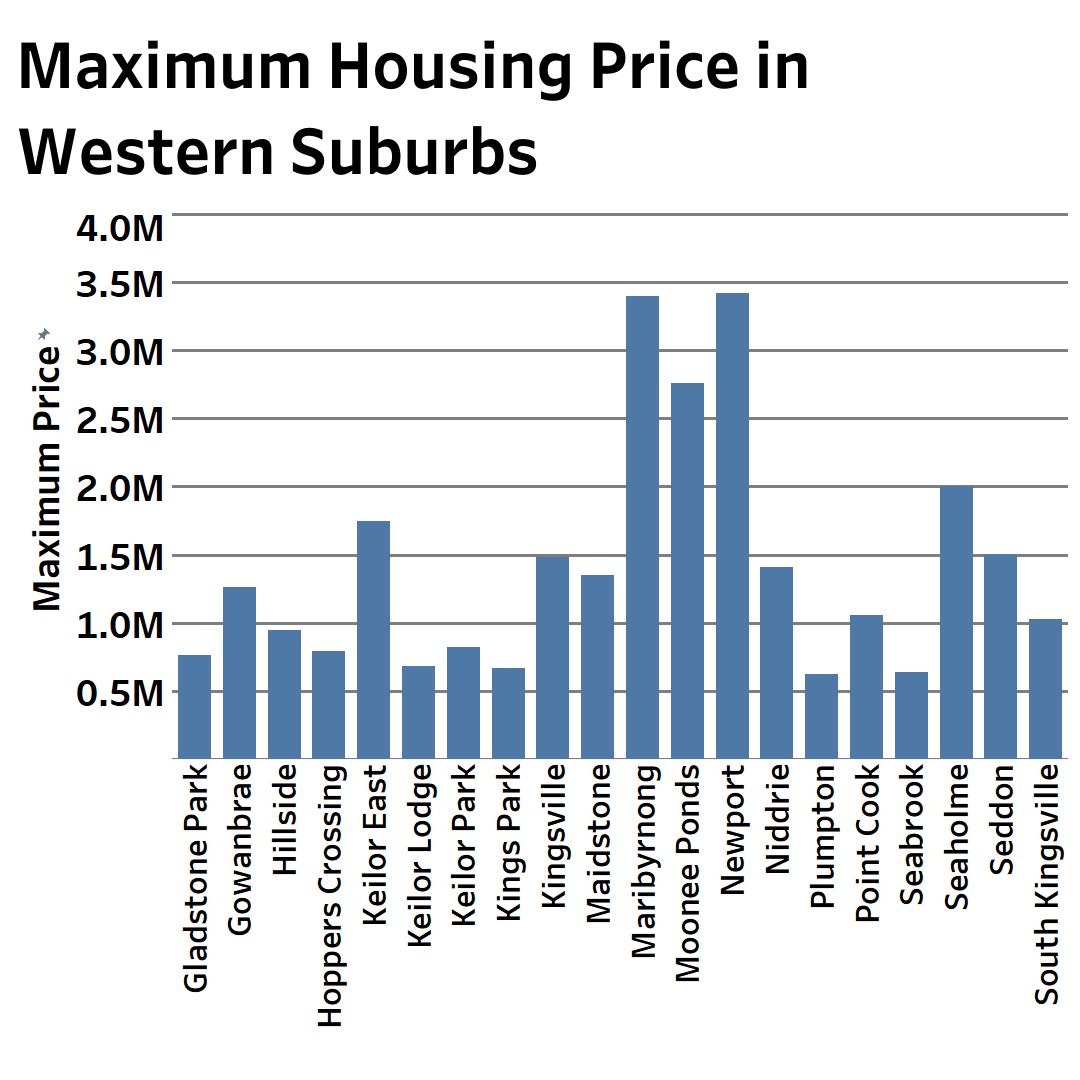 Maximum Housing Price in
Western Suburbs
Maximum Price
4.0M
3.5M
3.0M
2.5M
2.0M
1.5M
1.0M
0.5M
Gladstone Park
Gowanbrae
Hillside
Hoppers Crossing
Keilor East
Keilor Lodge
Keilor Park
Kings Park
Kingsville
Maidstone
Maribyrnong
Moonee Ponds
Newport
Niddrie
Plumpton
Point Cook
Seabrook
Seaholme
Seddon
South Kingsville